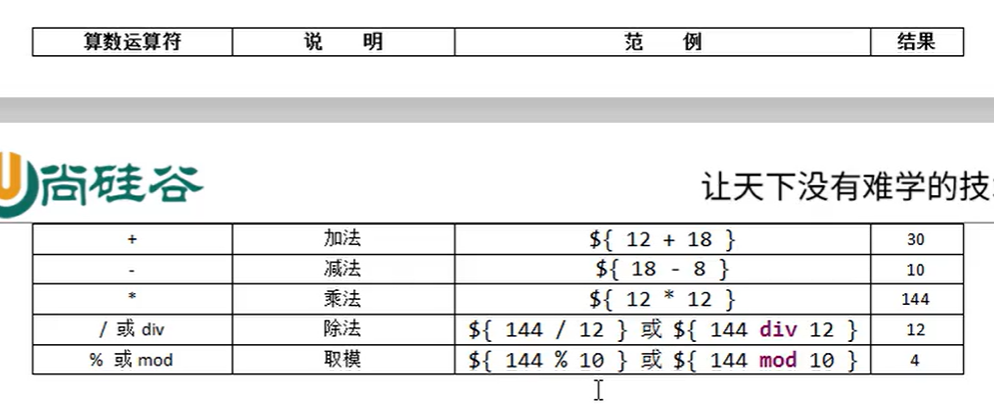 算数运算符 说 明 范 例 结果
尚硅谷 让天下没有难学的技
+ 加法 ${ 12 + 18 } 30
- 减法 ${ 18 - 8 } 10
* 乘法 ${ 12 * 12 } 144
/ 或 div 除法 ${ 144 / 12 } 或 ${ 144 div 12 } 12
% 或 mod 取模 ${ 144 % 10 } 或 ${ 144 mod 10 } 4